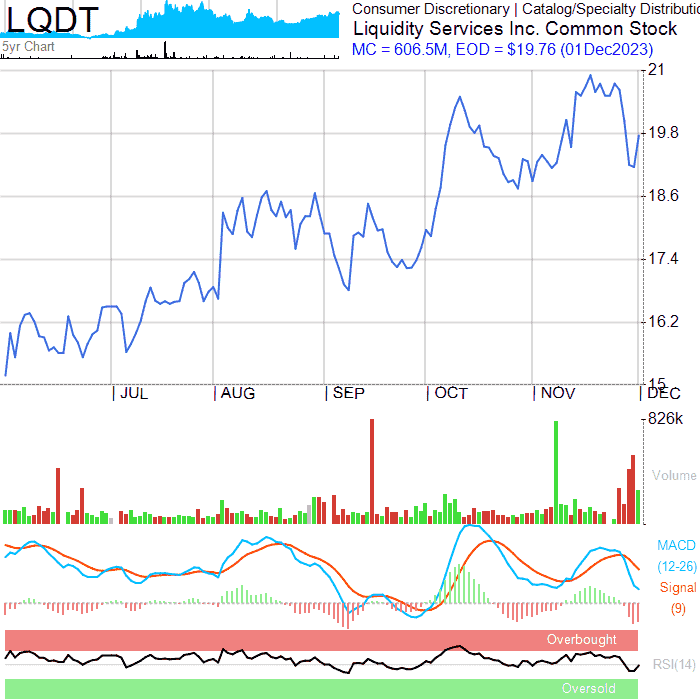 LQDT
5yr Chart
Consumer Discretionary | Catalog/Specialty Distributio
Liquidity Services Inc. Common Stock
MC = 606.5M, EOD = $19.76 (01Dec2023)
21
19.8
18.6
17.4
16.2
15
JUL
AUG
SEP
OCT
NOV
DEC
826k
Volume
MACD
(12-26)
Signal
(9)
Overbought
RSI(14)
Oversold